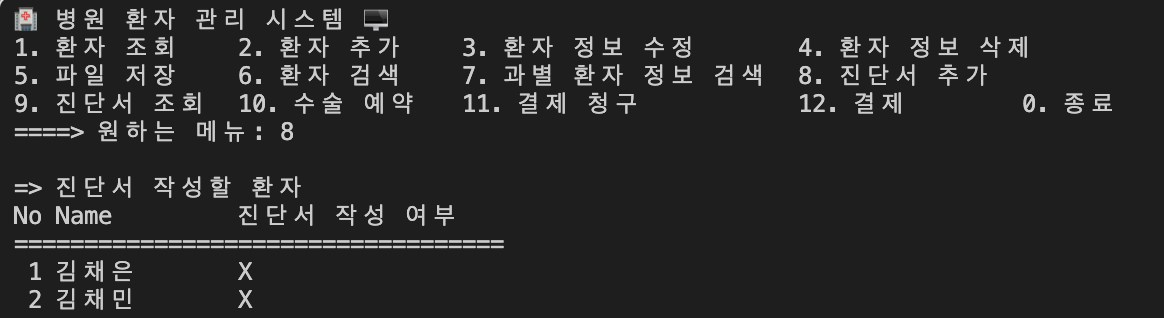 🏥 병원 환자 관리 시스템 🖥️
1. 환자 조회 2. 환자 추가 3. 환자 정보 수정 4. 환자 정보 삭제
5. 파일 저장 6. 환자 검색 7. 과별 환자 정보 검색 8. 진단서 추가
9. 진단서 조회 10. 수술 예약 11. 결제 청구 12. 결제 0. 종료
====> 원하는 메뉴: 8
=> 진단서 작성할 환자
No Name 진단서 작성 여부
===================================
1 김채은 X
2 김채민 X